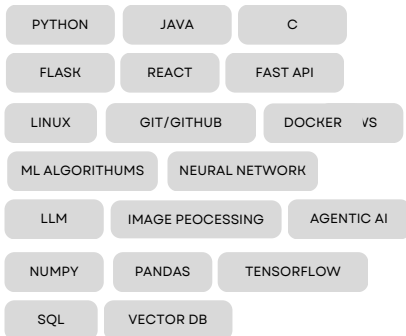 PYTHON JAVA C
FLASK REACT FAST API
LINUX GIT/GITHUB DOCKER
ML ALGORITHUMS NEURAL NETWORK
LLM IMAGE PEOCESSING AGENTIC AI
NUMPY PANDAS TENSORFLOW
SQL VECTOR DB